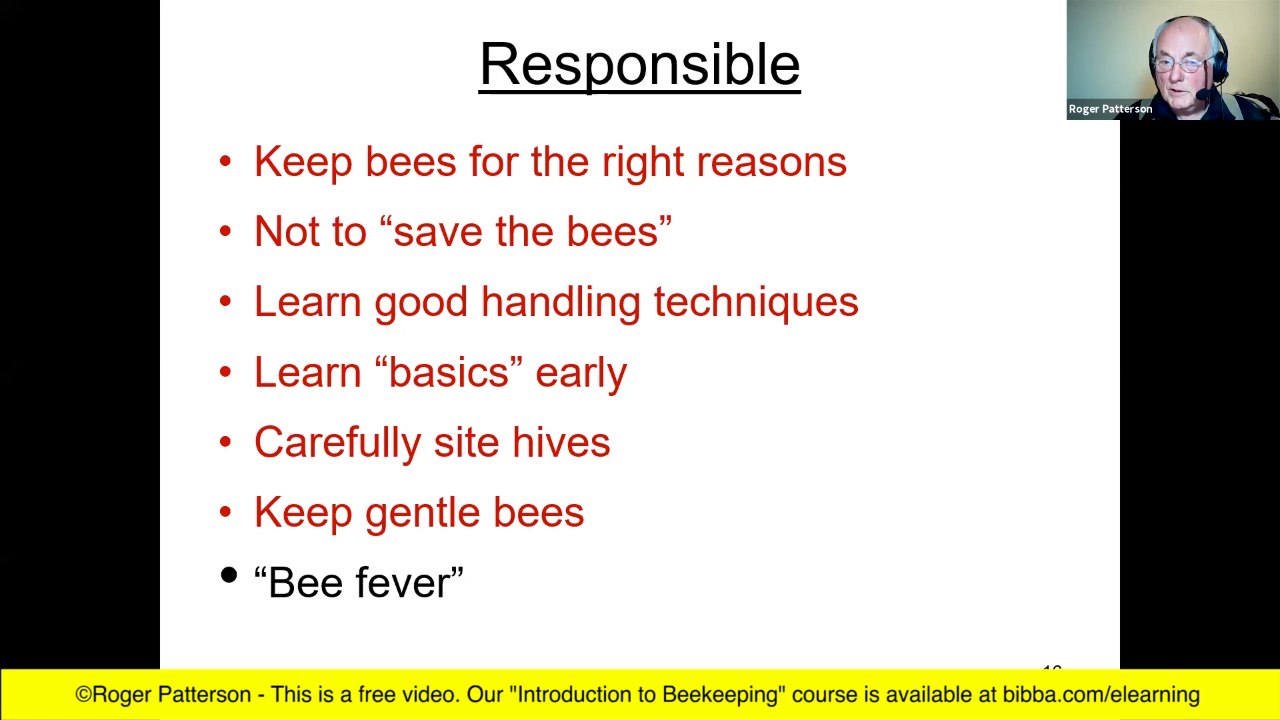 Responsible
Roger Patterson
• Keep bees for the right reasons
• Not to “save the bees”
• Learn good handling techniques
• Learn “basics” early
• Carefully site hives
• Keep gentle bees
• “Bee fever”
©Roger Patterson - This is a free video. Our "Introduction to Beekeeping" course is available at bibba.com/elearning